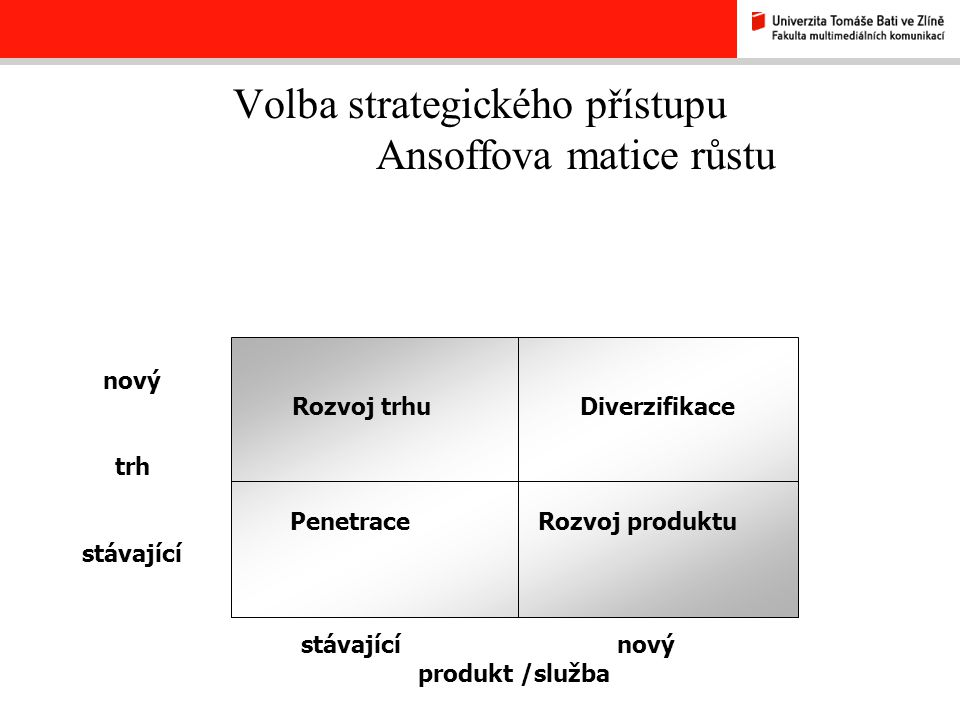 Univerzita Tomáše Bati ve Zlíně
Fakulta multimediálních komunikací
Volba strategického přístupu
Ansoffova matice růstu
nový
Rozvoj trhu
Diverzifikace
trh
Penetrace
Rozvoj produktu
stávající
stávající
nový
produkt /služba